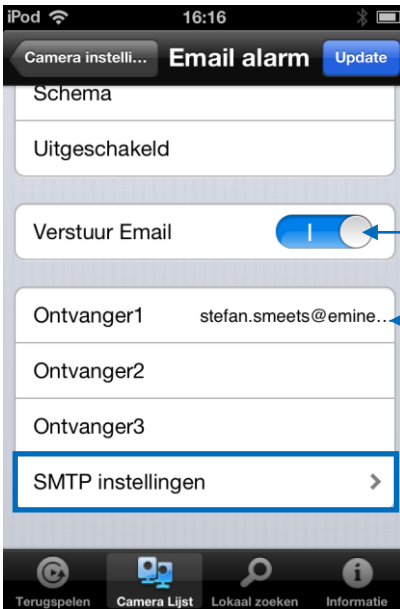 iPod 16:16
Camera instelli... Email alarm Update
Schema
Uitgeschakeld
Verstuur Email
Ontvanger1 stefan.smeets@emine...
Ontvanger2
Ontvanger3
SMTP instellingen
Terugspelen Camera Lijst Lokaal zoeken Informatie